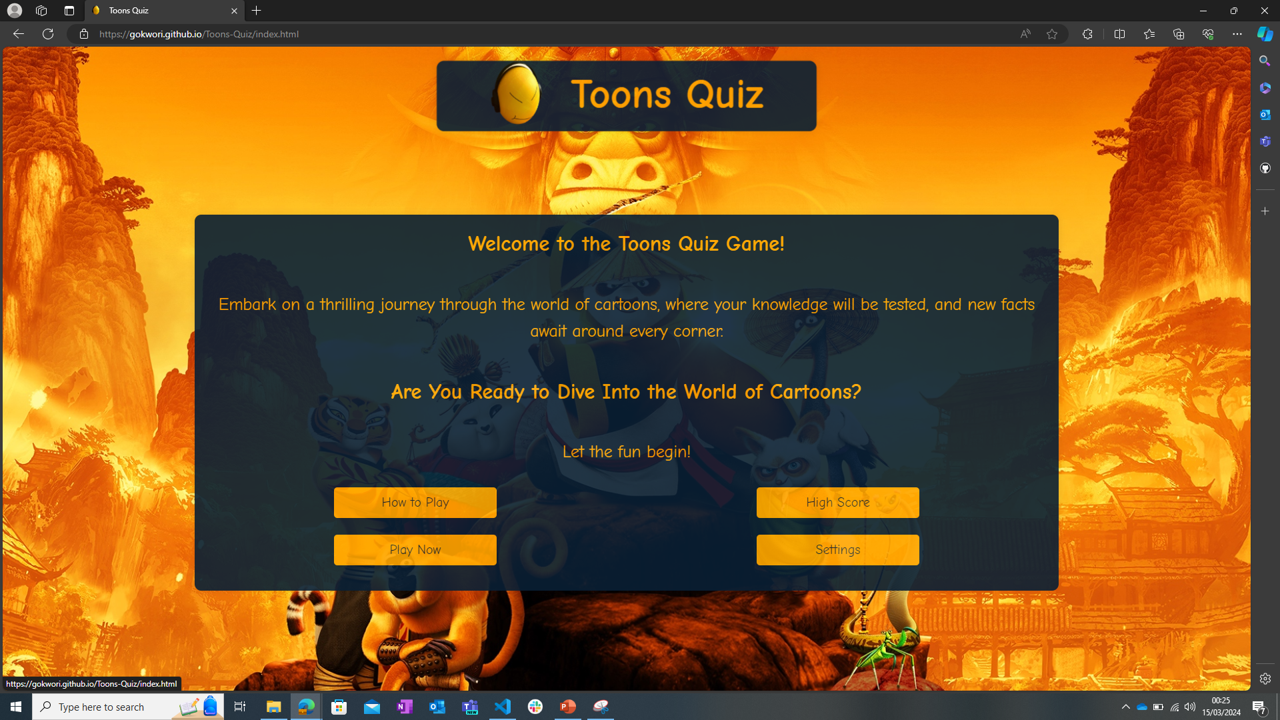 Toons Quiz
https://gokwori.github.io/Toons-Quiz/index.html
Toons Quiz
Welcome to the Toons Quiz Game!
Embark on a thrilling journey through the world of cartoons, where your knowledge will be tested, and new facts
await around every corner.
Are You Ready to Dive Into the World of Cartoons?
Let the fun begin!
How to Play
High Score
Play Now
Settings
https://gokwori.github.io/Toons-Quiz/index.html
Type here to search
00:25
15/03/2024